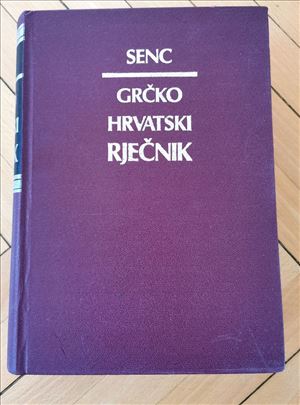 SENC
GRČKO
HRVATSKI
RJEČNIK